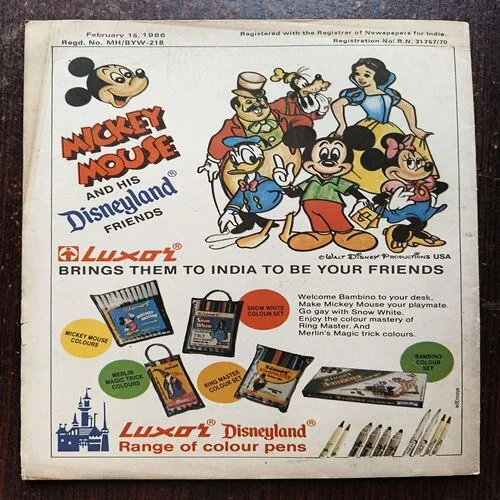 February 15, 1986
Regd. No. MH/BYW-218
Registered with the Registrar of Newspapers for India.
Registration No: R.N. 31757/70
MICKEY
MOUSE
AND HIS
Disneyland®
FRIENDS
© WALT DISNEY PRODUCTIONS USA
Luxor®
BRINGS THEM TO INDIA TO BE YOUR FRIENDS
Welcome Bambino to your desk,
Make Mickey Mouse your playmate.
Go gay with Snow White.
Enjoy the colour mastery of
Ring Master. And
Merlin's Magic trick colours.
MICKEY MOUSE
COLOURS
SNOW WHITE
COLOUR SET
MERLIN
MAGIC TRICK
COLOURS
RING MASTER
COLOUR SET
BAMBINO
COLOUR
SET
Luxor® Disneyland®
Range of colour pens